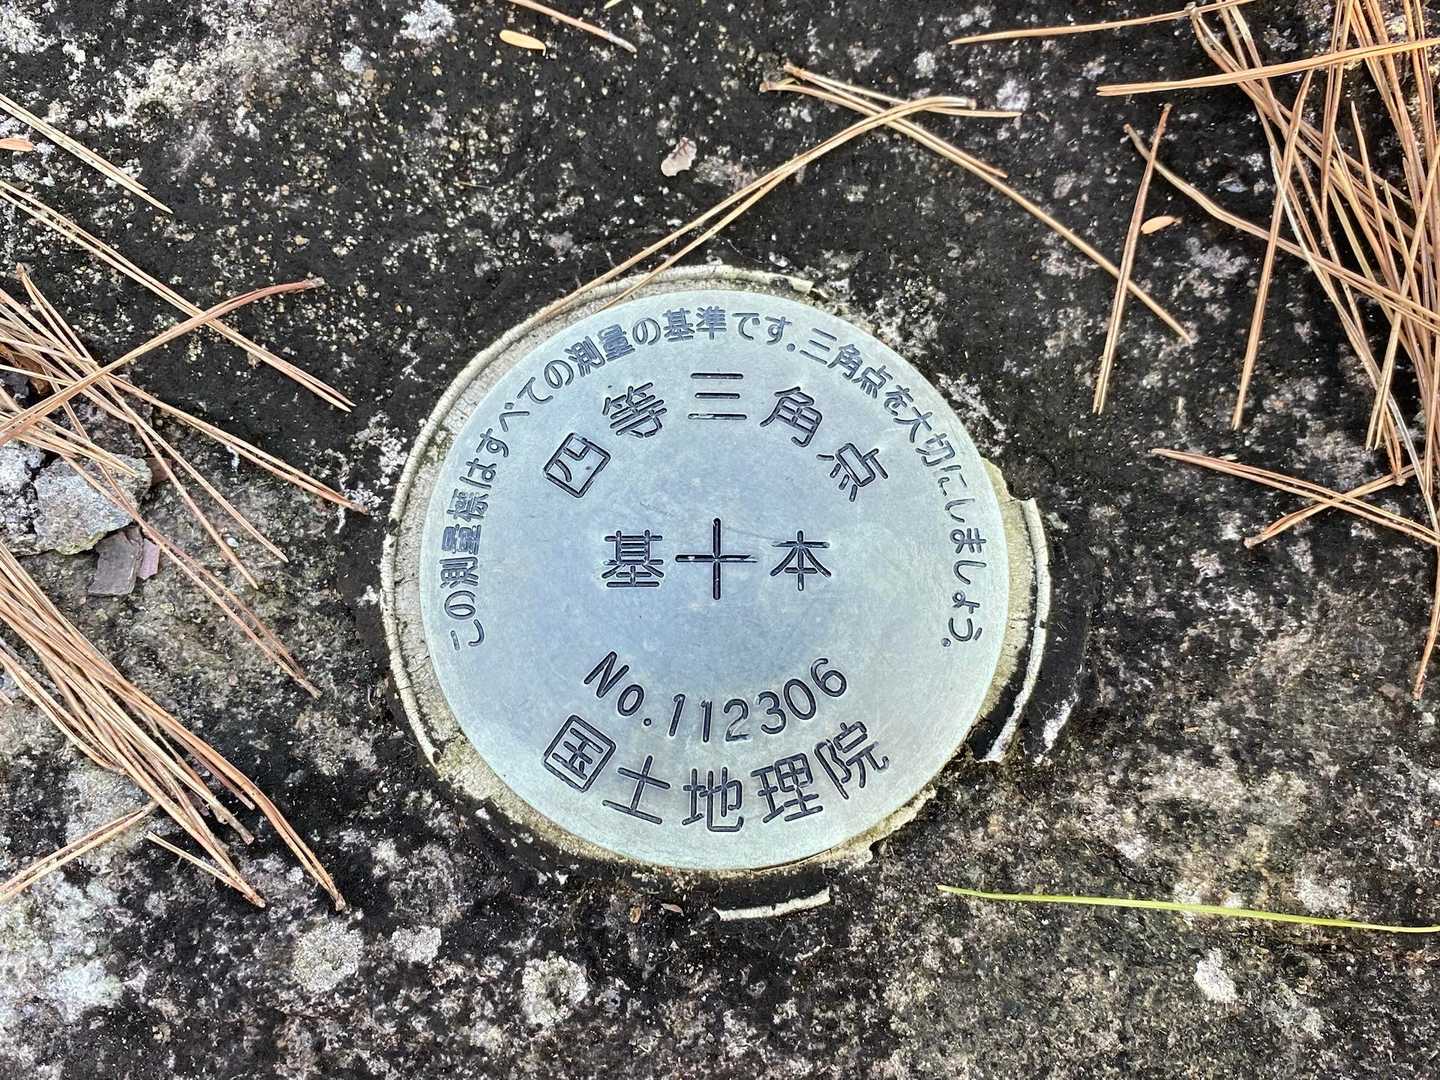 この測量標はすべての測量の基準です.三角点を大切にしましょう.
四等三角点
基本
No.112306
国土地理院